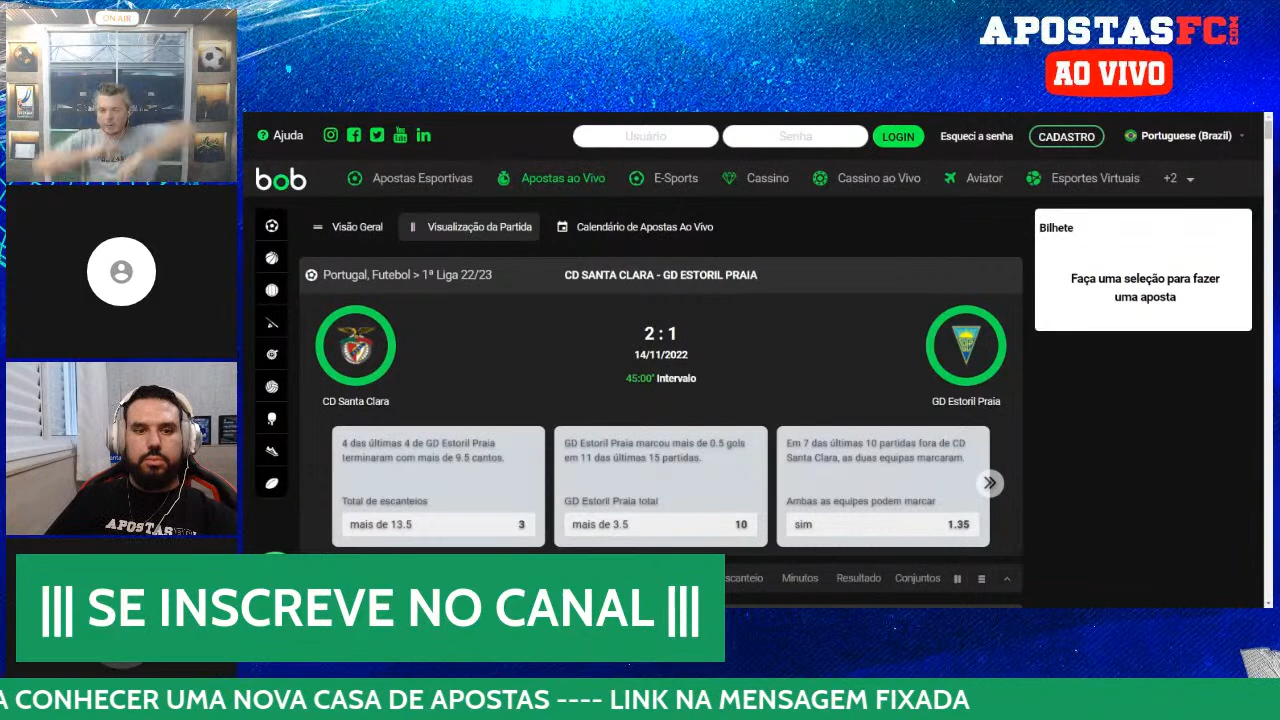 ON AIR
APOSTASFC.COM
AO VIVO
Ajuda
Usuário
Senha
LOGIN
Esqueci a senha
CADASTRO
Portuguese (Brazil)
bob
Apostas Esportivas
Apostas ao Vivo
E-Sports
Cassino
Cassino ao Vivo
Aviator
Esportes Virtuais
+2
Visão Geral
Visualização da Partida
Calendário de Apostas Ao Vivo
Bilhete
Faça uma seleção para fazer
uma aposta
Portugal, Futebol > 1ª Liga 22/23
CD SANTA CLARA - GD ESTORIL PRAIA
2 : 1
14/11/2022
45:00' Intervalo
CD Santa Clara
GD Estoril Praia
4 das últimas 4 de GD Estoril Praia
terminaram com mais de 9.5 cantos.
Total de escanteios
mais de 13.5 3
GD Estoril Praia marcou mais de 0.5 gols
em 11 das últimas 15 partidas.
GD Estoril Praia total
mais de 3.5 10
Em 7 das últimas 10 partidas fora de CD
Santa Clara, as duas equipas marcaram.
Ambas as equipes podem marcar
sim 1.35
scanteio Minutos Resultado Conjuntos
APOSTASFC
||| SE INSCREVE NO CANAL |||
A CONHECER UMA NOVA CASA DE APOSTAS ---- LINK NA MENSAGEM FIXADA